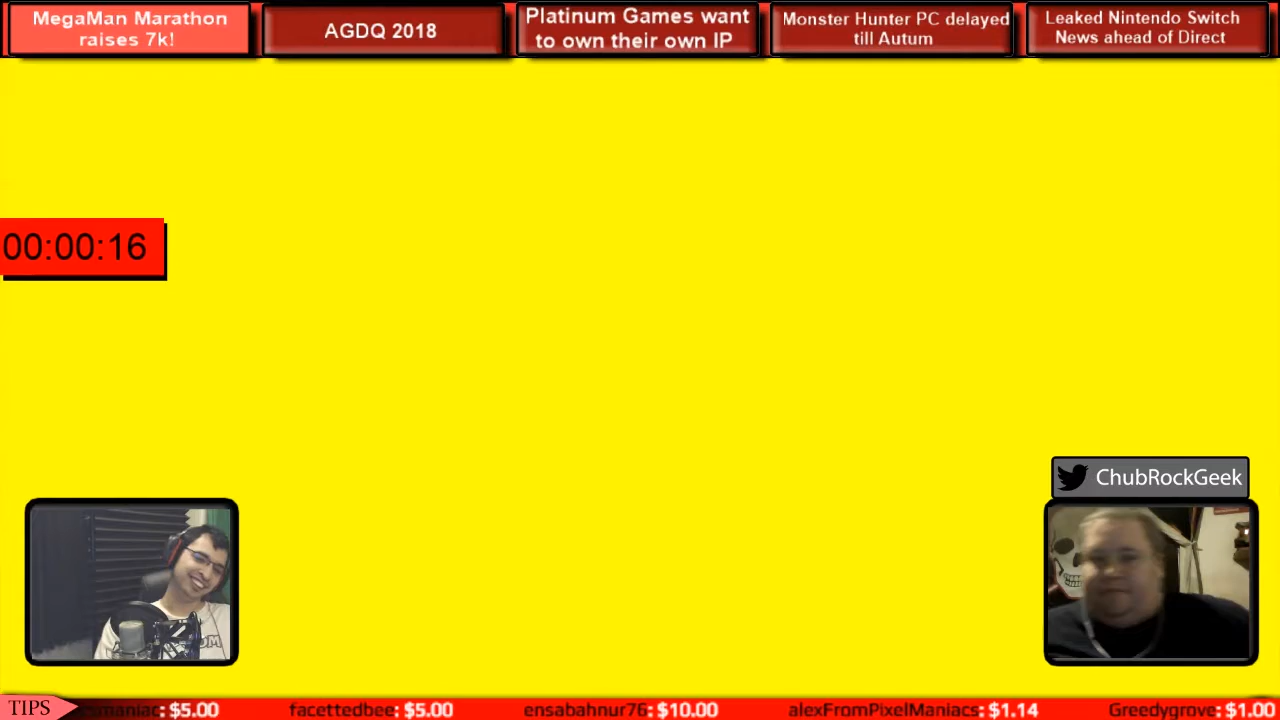 MegaMan Marathon
raises 7k!
AGDQ 2018
Platinum Games want
to own their own IP
Monster Hunter PC delayed
till Autum
Leaked Nintendo Switch
News ahead of Direct
00:00:16
ChubRockGeek
TIPS maniac: $5.00 facettedbee: $5.00 ensabahnur76: $10.00 alexFromPixelManiacs: $1.14 Greedygrove: $1.00